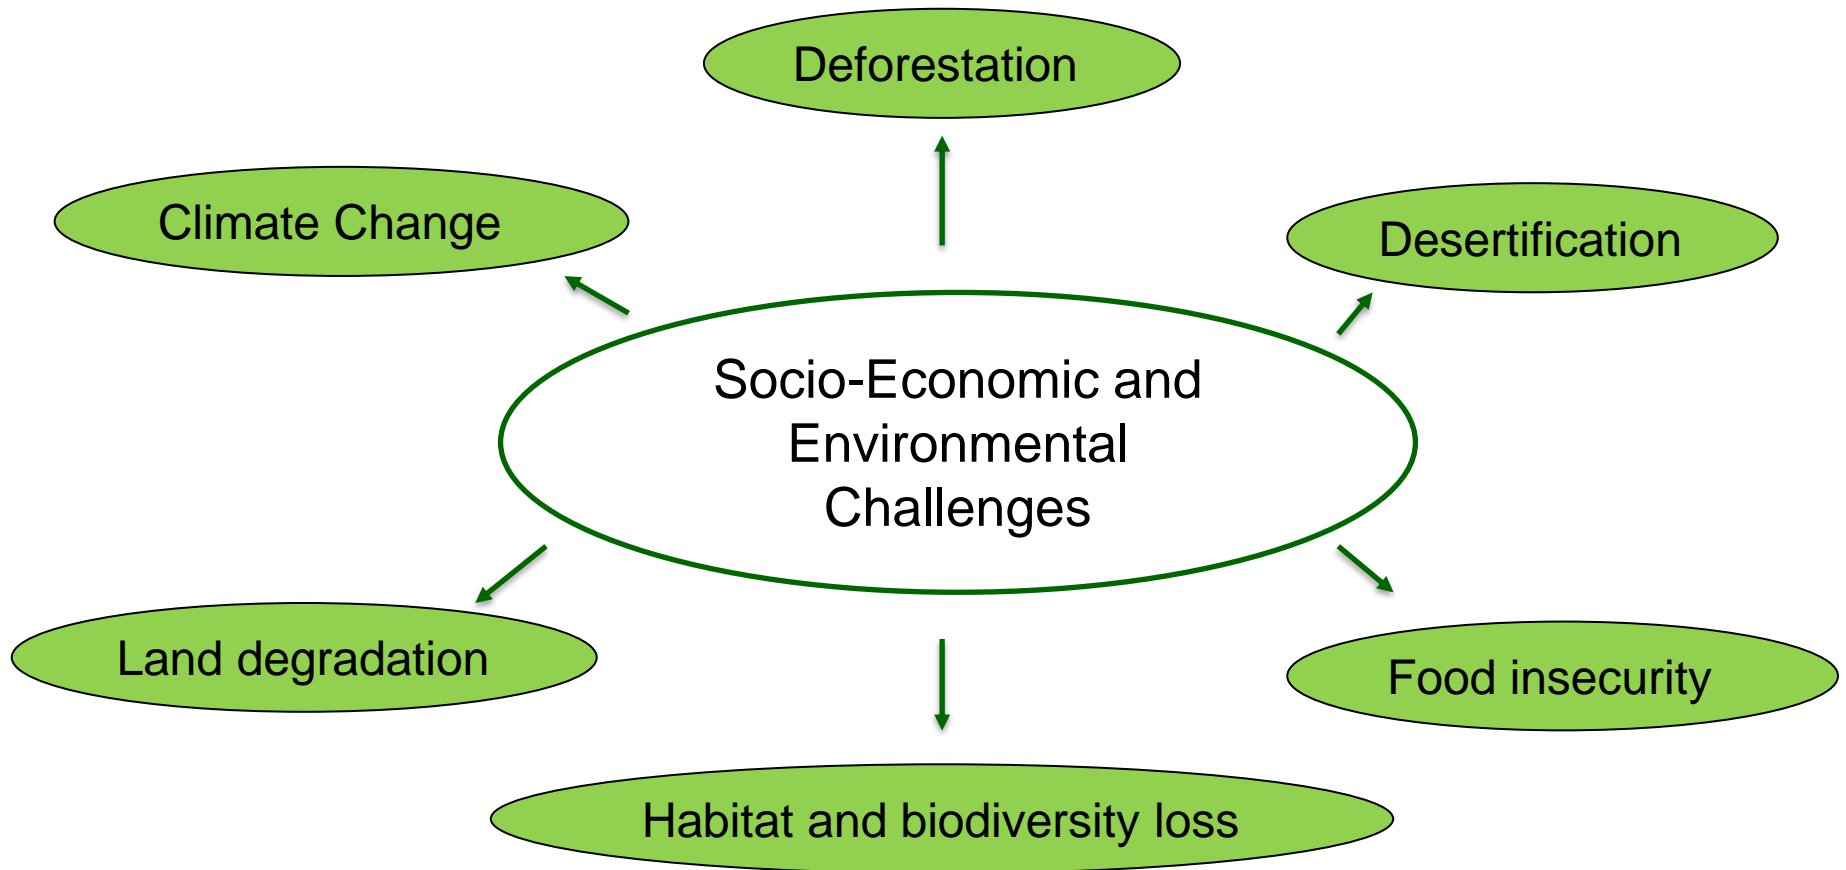 Deforestation
Climate Change
Desertification
Socio-Economic and
Environmental
Challenges
Land degradation
Food insecurity
Habitat and biodiversity loss